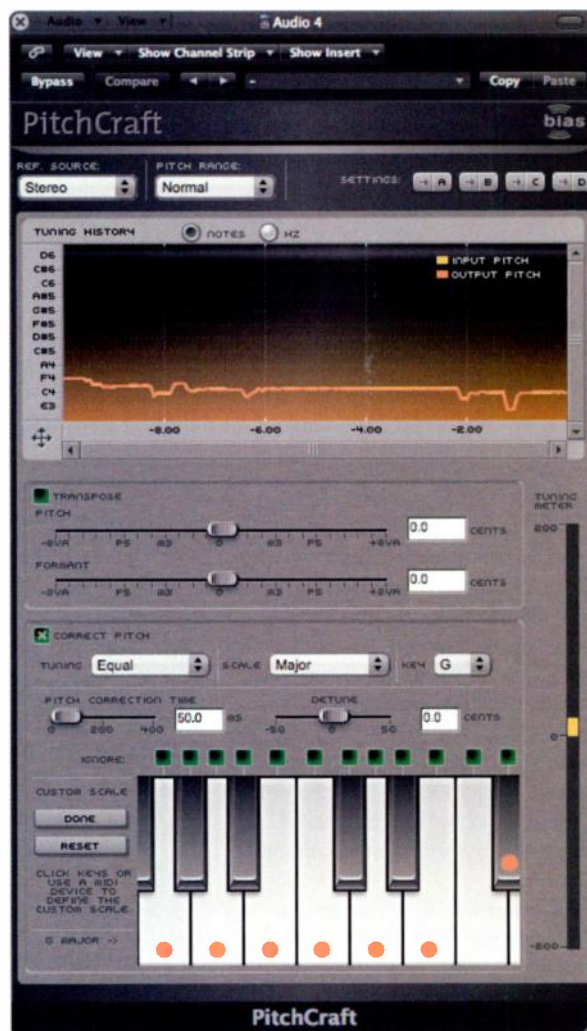 Audio View
Audio 4
View Show Channel Strip Show Insert
Bypass Compare - Copy Paste
PitchCraft bias
REF. SOURCE: PITCH RANGE:
Stereo Normal SETTINGS: → A → B → C → D
TUNING HISTORY NOTES HZ
INPUT PITCH
OUTPUT PITCH
D6
C#6
C6
A#5
G#5
F#5
D#5
C#5
A4
F4
C4
E3
-8.00 -6.00 -4.00 -2.00
TRANSPOSE
PITCH
0.0 CENTS
-8VA P5 M3 0 M3 P5 +8VA
FORMANT
0.0 CENTS
-8VA P5 M3 0 M3 P5 +8VA
TUNING
METER
200
0
-200
CORRECT PITCH
TUNING Equal SCALE Major KEY G
PITCH CORRECTION TIME DETUNE
50.0 MS 0.0 CENTS
0 200 400 -50 0 50
IGNORE:
CUSTOM SCALE
DONE
RESET
CLICK KEYS OR
USE A MIDI
DEVICE TO
DEFINE THE
CUSTOM SCALE
G MAJOR ->
PitchCraft